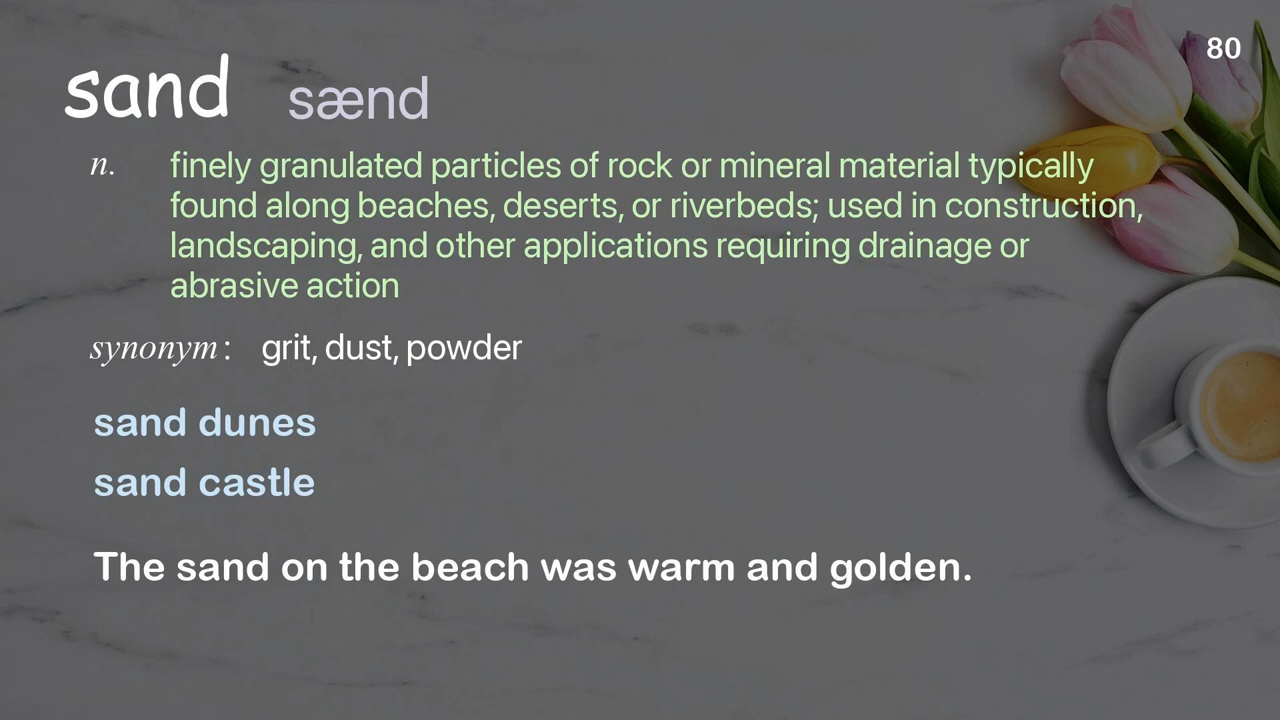 80
sand sænd
n. finely granulated particles of rock or mineral material typically
found along beaches, deserts, or riverbeds; used in construction,
landscaping, and other applications requiring drainage or
abrasive action
synonym: grit, dust, powder
sand dunes
sand castle
The sand on the beach was warm and golden.